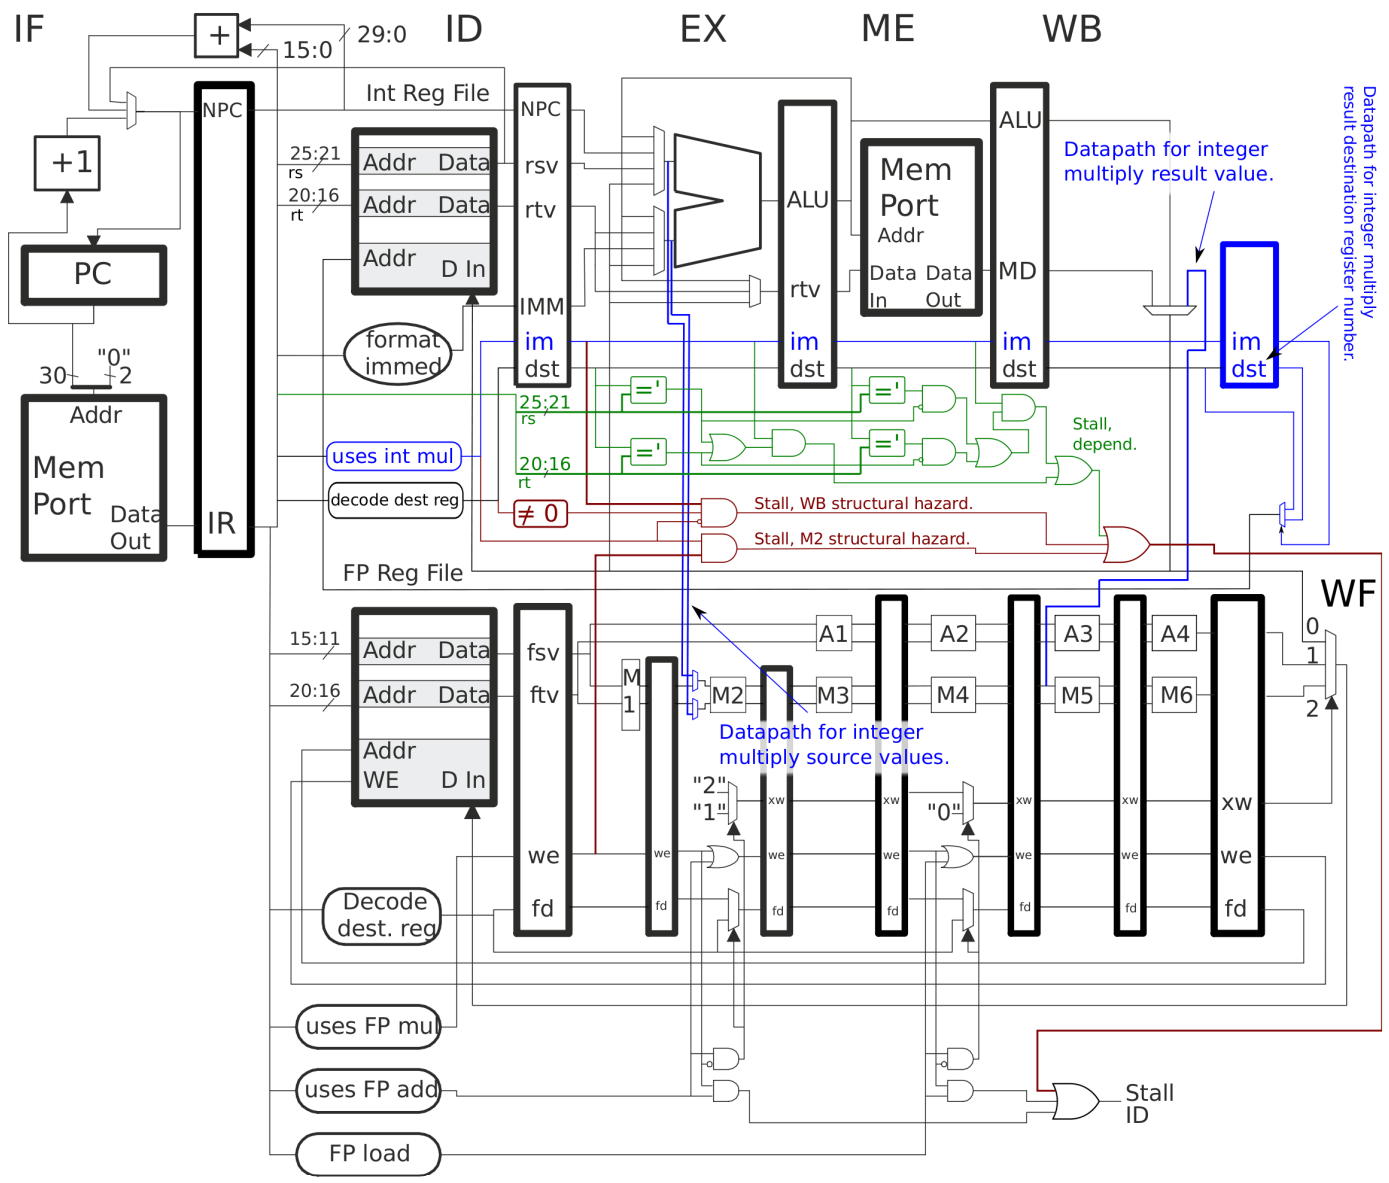 IF
ID
EX
ME
WB
+
15:0
29:0
+1
PC
30
"0"
2
Addr
Mem
Port
Data
Out
NPC
IR
Int Reg File
25:21
rs
20:16
rt
Addr
Data
Addr
Data
Addr
D In
format
immed
uses int mul
decode dest reg
NPC
rsv
rtv
IMM
im
dst
ALU
rtv
im
dst
Mem
Port
Addr
Data
In
Data
Out
ALU
MD
im
dst
Datapath for integer
multiply result value.
im
dst
Datapath for integer multiply
result destination register number.
='
='
='
='
25:21
rs
20:16
rt
Stall,
depend.
≠ 0
Stall, WB structural hazard.
Stall, M2 structural hazard.
FP Reg File
WF
15:11
20:16
Addr
Data
Addr
Data
Addr
WE
D In
fsv
ftv
we
fd
M
1
we
fd
M2
xw
we
fd
A1
M3
xw
we
fd
A2
M4
xw
we
fd
A3
M5
xw
we
fd
A4
M6
xw
we
fd
0
1
2
Datapath for integer
multiply source values.
"2"
"1"
"0"
Decode
dest. reg
uses FP mul
uses FP add
FP load
Stall
ID